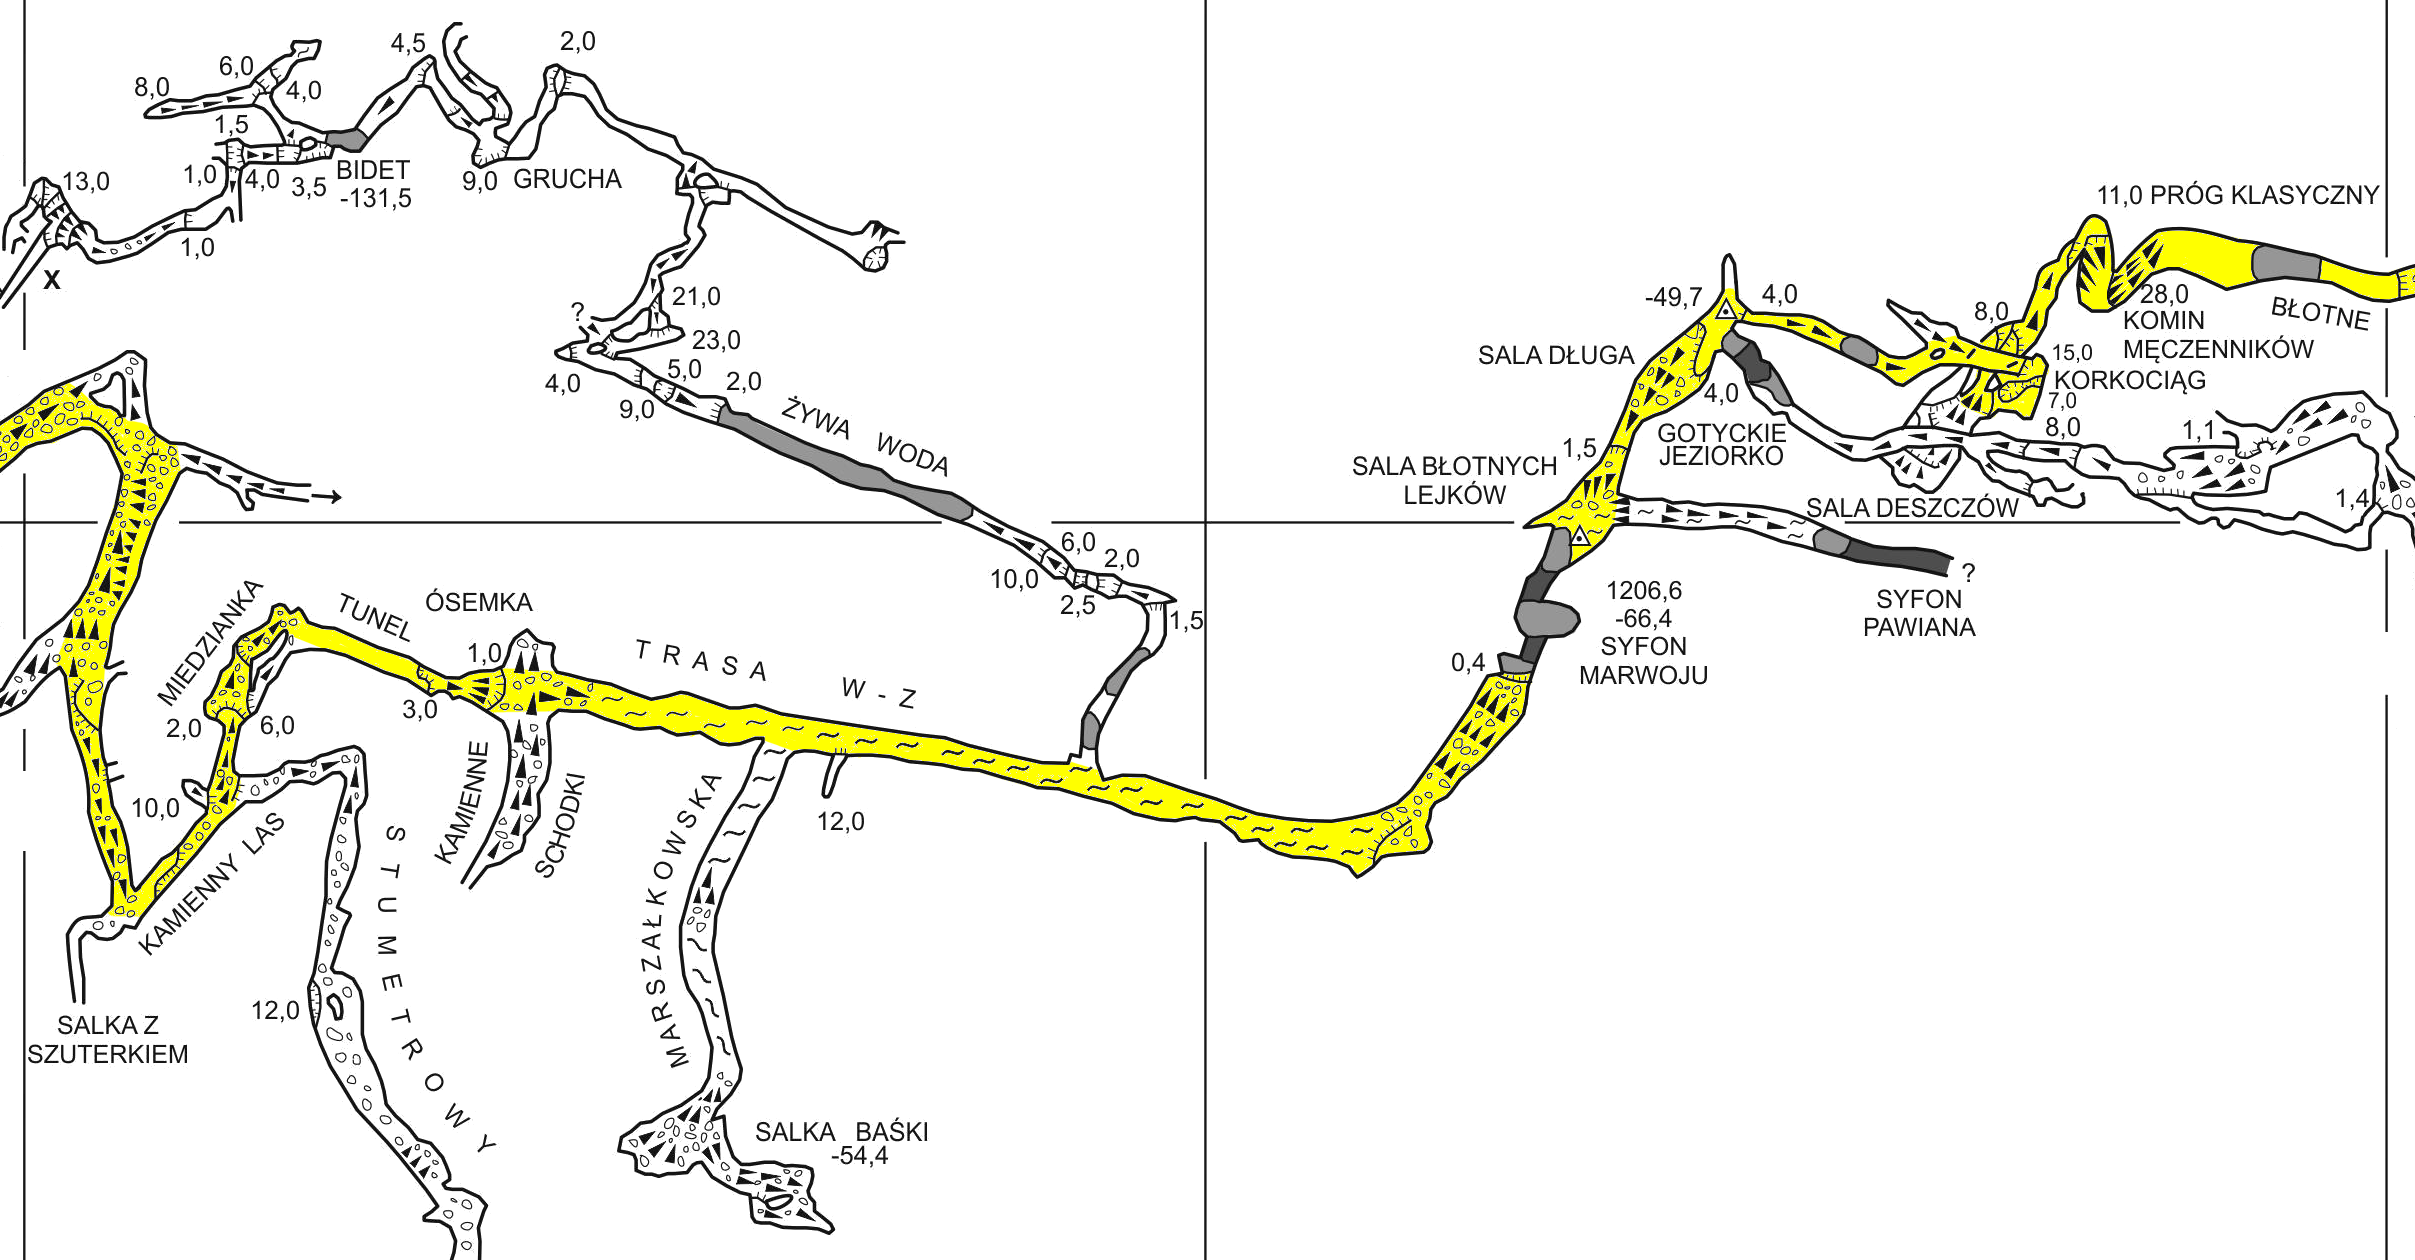 4,5
2,0
6,0
8,0
4,0
1,5
BIDET
-131,5
13,0
1,0
4,0
3,5
9,0
GRUCHA
1,0
X
21,0
?
23,0
4,0
5,0
2,0
9,0
ŻYWA WODA
6,0
2,0
10,0
2,5
1,5
11,0 PRÓG KLASYCZNY
-49,7
4,0
8,0
28,0
KOMIN
MĘCZENNIKÓW
BŁOTNE
SALA DŁUGA
15,0
KORKOCIĄG
7,0
4,0
GOTYCKIE
JEZIORKO
8,0
1,1
1,5
SALA BŁOTNYCH
LEJKÓW
SALA DESZCZÓW
1,4
?
SYFON
PAWIANA
1206,6
-66,4
SYFON
MARWOJU
0,4
MIEDZIANKA
TUNEL
ÓSEMKA
1,0
TRASA W-Z
3,0
2,0
6,0
10,0
KAMIENNY LAS
STUMETROWY
KAMIENNE
SCHODKI
MARSZAŁKOWSKA
12,0
12,0
SALKA Z
SZUTERKIEM
SALKA BAŚKI
-54,4